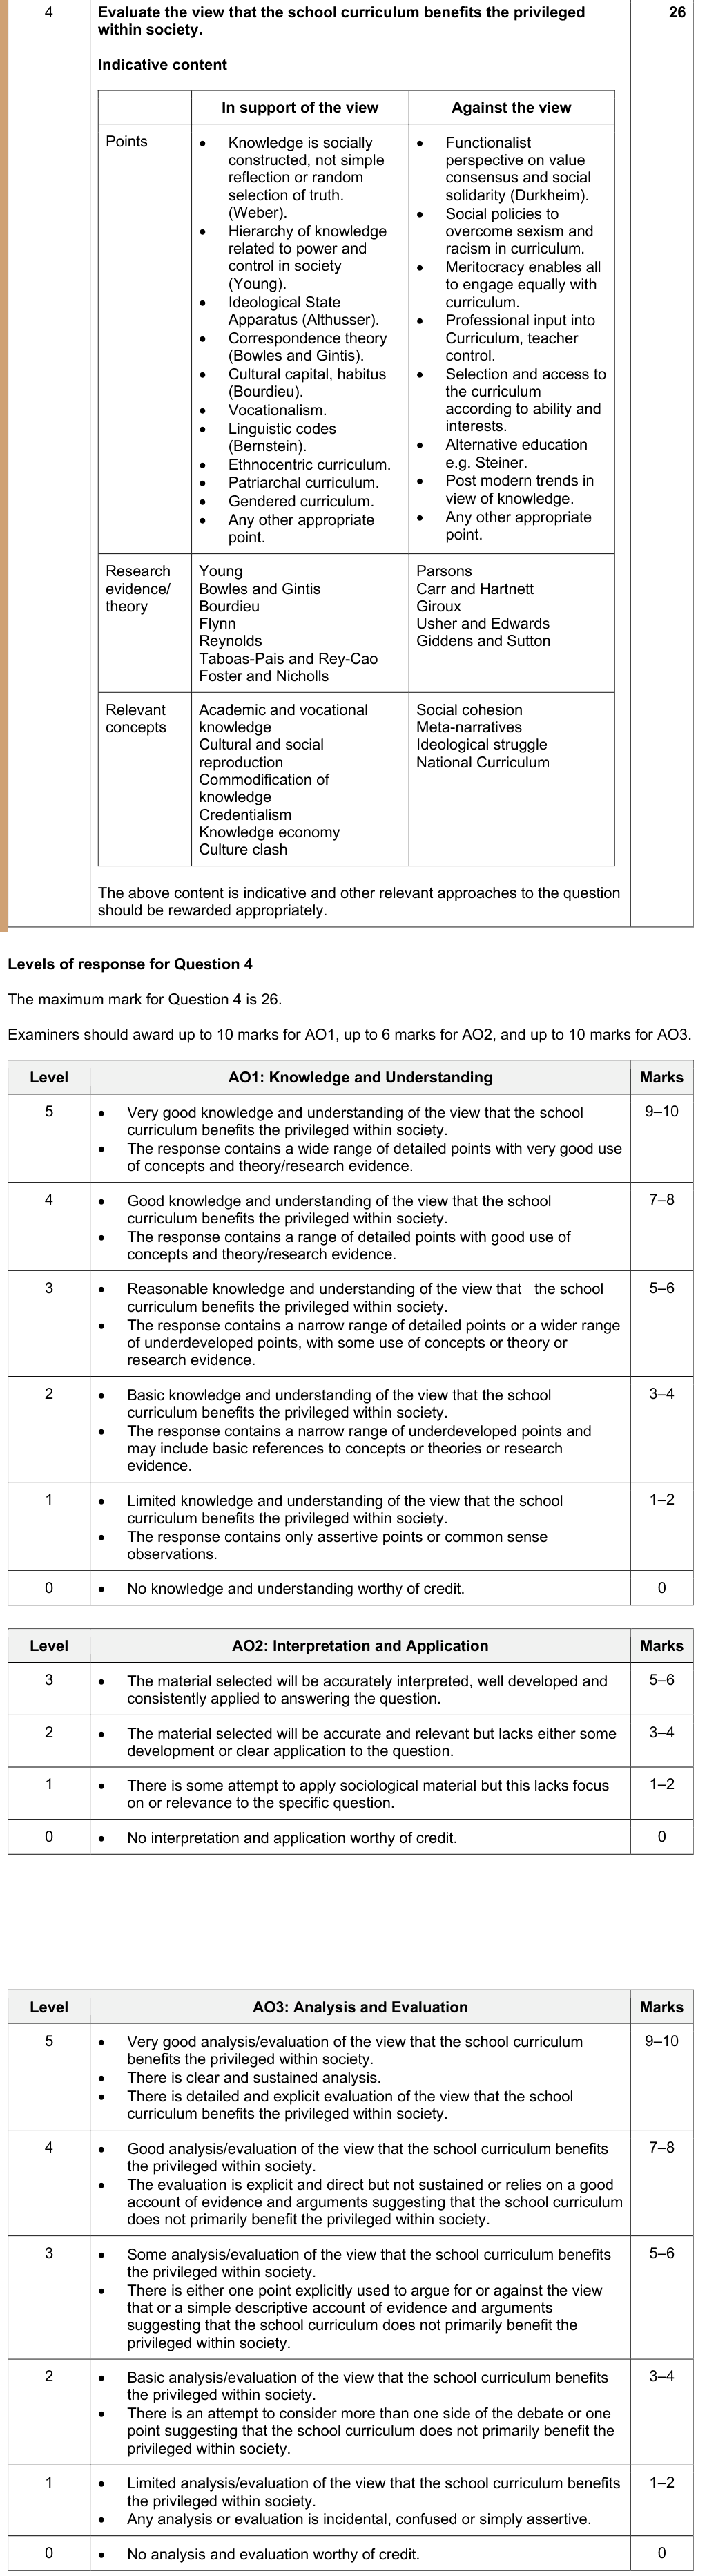 4 Evaluate the view that the school curriculum benefits the privileged 26
within society.
Indicative content
In support of the view Against the view
Points
• Knowledge is socially
constructed, not simple
reflection or random
selection of truth.
(Weber).
• Hierarchy of knowledge
related to power and
control in society
(Young).
• Ideological State
Apparatus (Althusser).
• Correspondence theory
(Bowles and Gintis).
• Cultural capital, habitus
(Bourdieu).
• Vocationalism.
• Linguistic codes
(Bernstein).
• Ethnocentric curriculum.
• Patriarchal curriculum.
• Gendered curriculum.
• Any other appropriate
point.
• Functionalist
perspective on value
consensus and social
solidarity (Durkheim).
• Social policies to
overcome sexism and
racism in curriculum.
• Meritocracy enables all
to engage equally with
curriculum.
• Professional input into
Curriculum, teacher
control.
• Selection and access to
the curriculum
according to ability and
interests.
• Alternative education
e.g. Steiner.
• Post modern trends in
view of knowledge.
• Any other appropriate
point.
Research
evidence/
theory
Young
Bowles and Gintis
Bourdieu
Flynn
Reynolds
Taboas-Pais and Rey-Cao
Foster and Nicholls
Parsons
Carr and Hartnett
Giroux
Usher and Edwards
Giddens and Sutton
Relevant
concepts
Academic and vocational
knowledge
Cultural and social
reproduction
Commodification of
knowledge
Credentialism
Knowledge economy
Culture clash
Social cohesion
Meta-narratives
Ideological struggle
National Curriculum
The above content is indicative and other relevant approaches to the question
should be rewarded appropriately.
Levels of response for Question 4
The maximum mark for Question 4 is 26.
Examiners should award up to 10 marks for AO1, up to 6 marks for AO2, and up to 10 marks for AO3.
Level AO1: Knowledge and Understanding Marks
5 • Very good knowledge and understanding of the view that the school 9–10
curriculum benefits the privileged within society.
• The response contains a wide range of detailed points with very good use
of concepts and theory/research evidence.
4 • Good knowledge and understanding of the view that the school 7–8
curriculum benefits the privileged within society.
• The response contains a range of detailed points with good use of
concepts and theory/research evidence.
3 • Reasonable knowledge and understanding of the view that the school 5–6
curriculum benefits the privileged within society.
• The response contains a narrow range of detailed points or a wider range
of underdeveloped points, with some use of concepts or theory or
research evidence.
2 • Basic knowledge and understanding of the view that the school 3–4
curriculum benefits the privileged within society.
• The response contains a narrow range of underdeveloped points and
may include basic references to concepts or theories or research
evidence.
1 • Limited knowledge and understanding of the view that the school 1–2
curriculum benefits the privileged within society.
• The response contains only assertive points or common sense
observations.
0 • No knowledge and understanding worthy of credit. 0
Level AO2: Interpretation and Application Marks
3 • The material selected will be accurately interpreted, well developed and 5–6
consistently applied to answering the question.
2 • The material selected will be accurate and relevant but lacks either some 3–4
development or clear application to the question.
1 • There is some attempt to apply sociological material but this lacks focus 1–2
on or relevance to the specific question.
0 • No interpretation and application worthy of credit. 0
Level AO3: Analysis and Evaluation Marks
5 • Very good analysis/evaluation of the view that the school curriculum 9–10
benefits the privileged within society.
• There is clear and sustained analysis.
• There is detailed and explicit evaluation of the view that the school
curriculum benefits the privileged within society.
4 • Good analysis/evaluation of the view that the school curriculum benefits 7–8
the privileged within society.
• The evaluation is explicit and direct but not sustained or relies on a good
account of evidence and arguments suggesting that the school curriculum
does not primarily benefit the privileged within society.
3 • Some analysis/evaluation of the view that the school curriculum benefits 5–6
the privileged within society.
• There is either one point explicitly used to argue for or against the view
that or a simple descriptive account of evidence and arguments
suggesting that the school curriculum does not primarily benefit the
privileged within society.
2 • Basic analysis/evaluation of the view that the school curriculum benefits 3–4
the privileged within society.
• There is an attempt to consider more than one side of the debate or one
point suggesting that the school curriculum does not primarily benefit the
privileged within society.
1 • Limited analysis/evaluation of the view that the school curriculum benefits 1–2
the privileged within society.
• Any analysis or evaluation is incidental, confused or simply assertive.
0 • No analysis and evaluation worthy of credit. 0